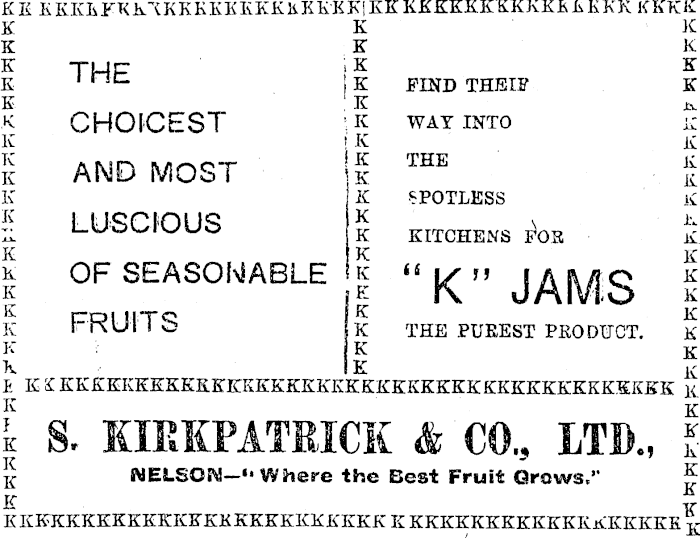 THE
CHOICEST
AND MOST
LUSCIOUS
OF SEASONABLE
FRUITS
FIND THEIR
WAY INTO
THE
SPOTLESS
KITCHENS FOR
"K" JAMS
THE PUREST PRODUCT.
S. KIRKPATRICK & CO., LTD.,
NELSON—"Where the Best Fruit Grows."